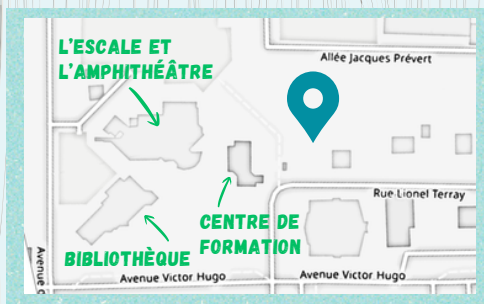 L'ESCALE ET
L'AMPHITHÉÂTRE
Allée Jacques Prévert
Rue Lionel Terray
CENTRE DE
FORMATION
BIBLIOTHÈQUE
Avenue Victor Hugo
Avenue Victor Hugo
Avenue